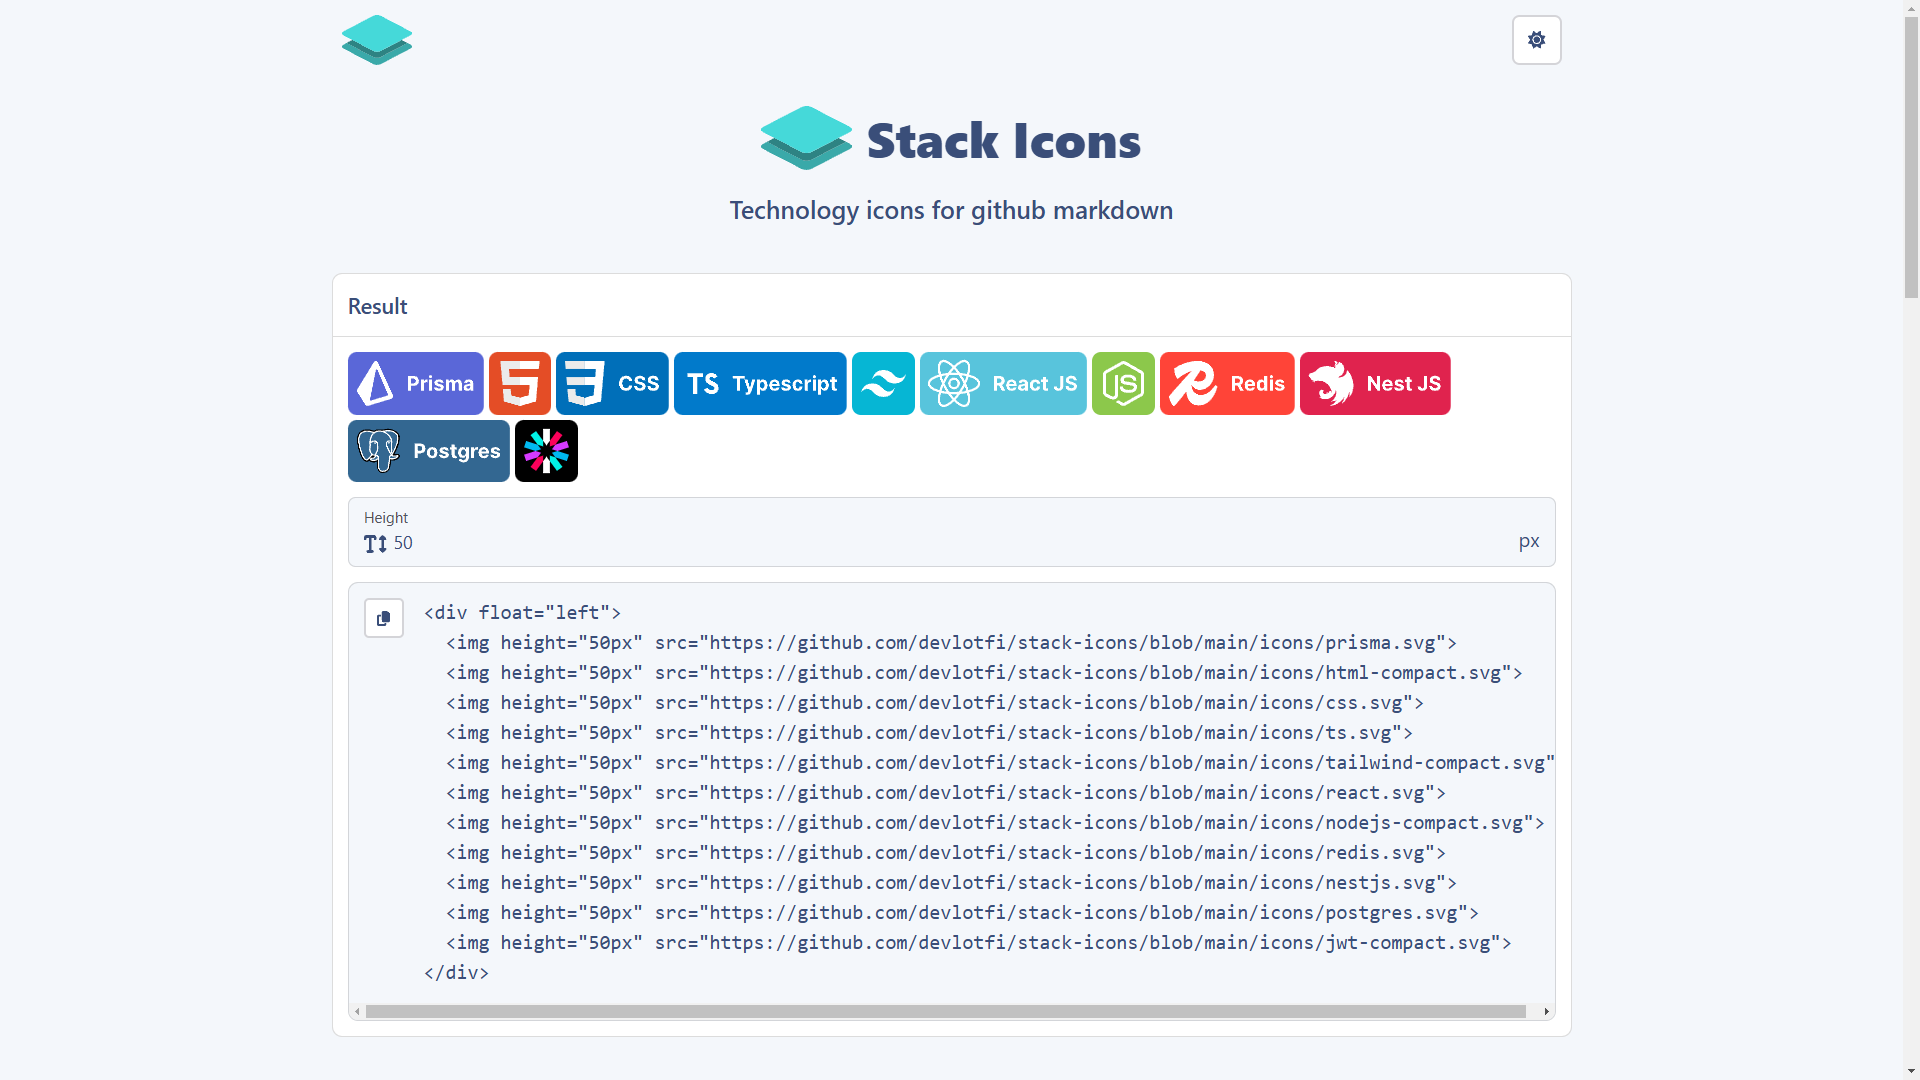 Stack Icons
Technology icons for github markdown
Result
Prisma CSS TS Typescript React JS JS Redis Nest JS
Postgres
Height
50 px
<div float="left">
<img height="50px" src="https://github.com/devlotfi/stack-icons/blob/main/icons/prisma.svg">
<img height="50px" src="https://github.com/devlotfi/stack-icons/blob/main/icons/html-compact.svg">
<img height="50px" src="https://github.com/devlotfi/stack-icons/blob/main/icons/css.svg">
<img height="50px" src="https://github.com/devlotfi/stack-icons/blob/main/icons/ts.svg">
<img height="50px" src="https://github.com/devlotfi/stack-icons/blob/main/icons/tailwind-compact.svg"
<img height="50px" src="https://github.com/devlotfi/stack-icons/blob/main/icons/react.svg">
<img height="50px" src="https://github.com/devlotfi/stack-icons/blob/main/icons/nodejs-compact.svg">
<img height="50px" src="https://github.com/devlotfi/stack-icons/blob/main/icons/redis.svg">
<img height="50px" src="https://github.com/devlotfi/stack-icons/blob/main/icons/nestjs.svg">
<img height="50px" src="https://github.com/devlotfi/stack-icons/blob/main/icons/postgres.svg">
<img height="50px" src="https://github.com/devlotfi/stack-icons/blob/main/icons/jwt-compact.svg">
</div>